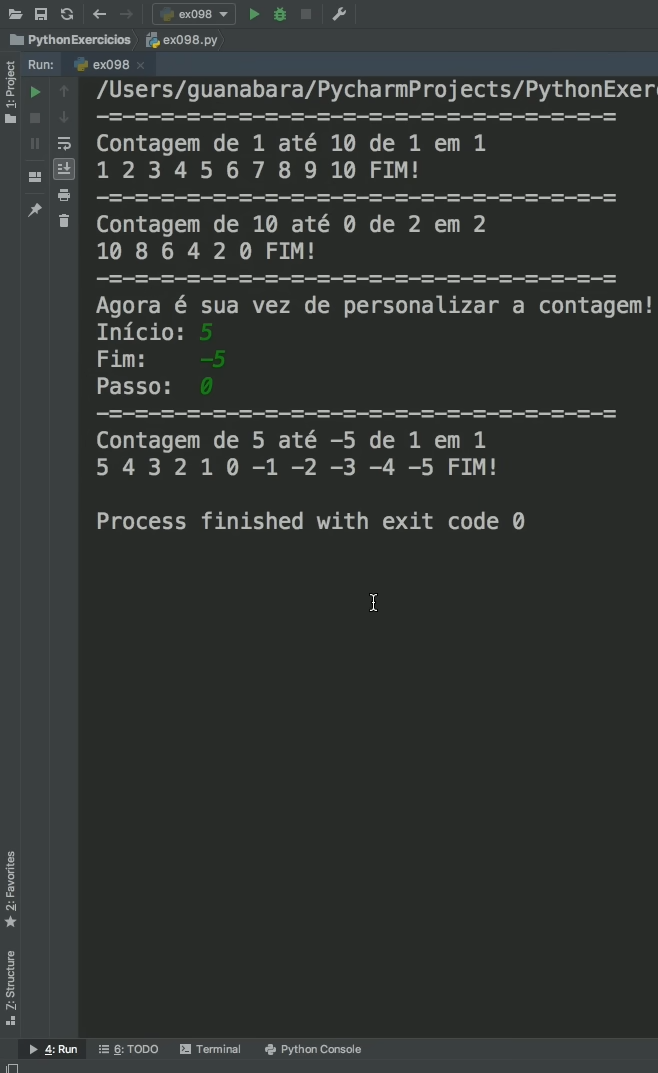 ex098
PythonExercicios
ex098.py
1: Project
Run:
ex098
/Users/guanabara/PycharmProjects/PythonExer
-=-=-=-=-=-=-=-=-=-=-=-=-=-=-=-=-=-=-=-=
Contagem de 1 até 10 de 1 em 1
1 2 3 4 5 6 7 8 9 10 FIM!
-=-=-=-=-=-=-=-=-=-=-=-=-=-=-=-=-=-=-=-=
Contagem de 10 até 0 de 2 em 2
10 8 6 4 2 0 FIM!
-=-=-=-=-=-=-=-=-=-=-=-=-=-=-=-=-=-=-=-=
Agora é sua vez de personalizar a contagem!
Início: 5
Fim:    -5
Passo:  0
-=-=-=-=-=-=-=-=-=-=-=-=-=-=-=-=-=-=-=-=
Contagem de 5 até -5 de 1 em 1
5 4 3 2 1 0 -1 -2 -3 -4 -5 FIM!
Process finished with exit code 0
2: Favorites
Z: Structure
4: Run
6: TODO
Terminal
Python Console